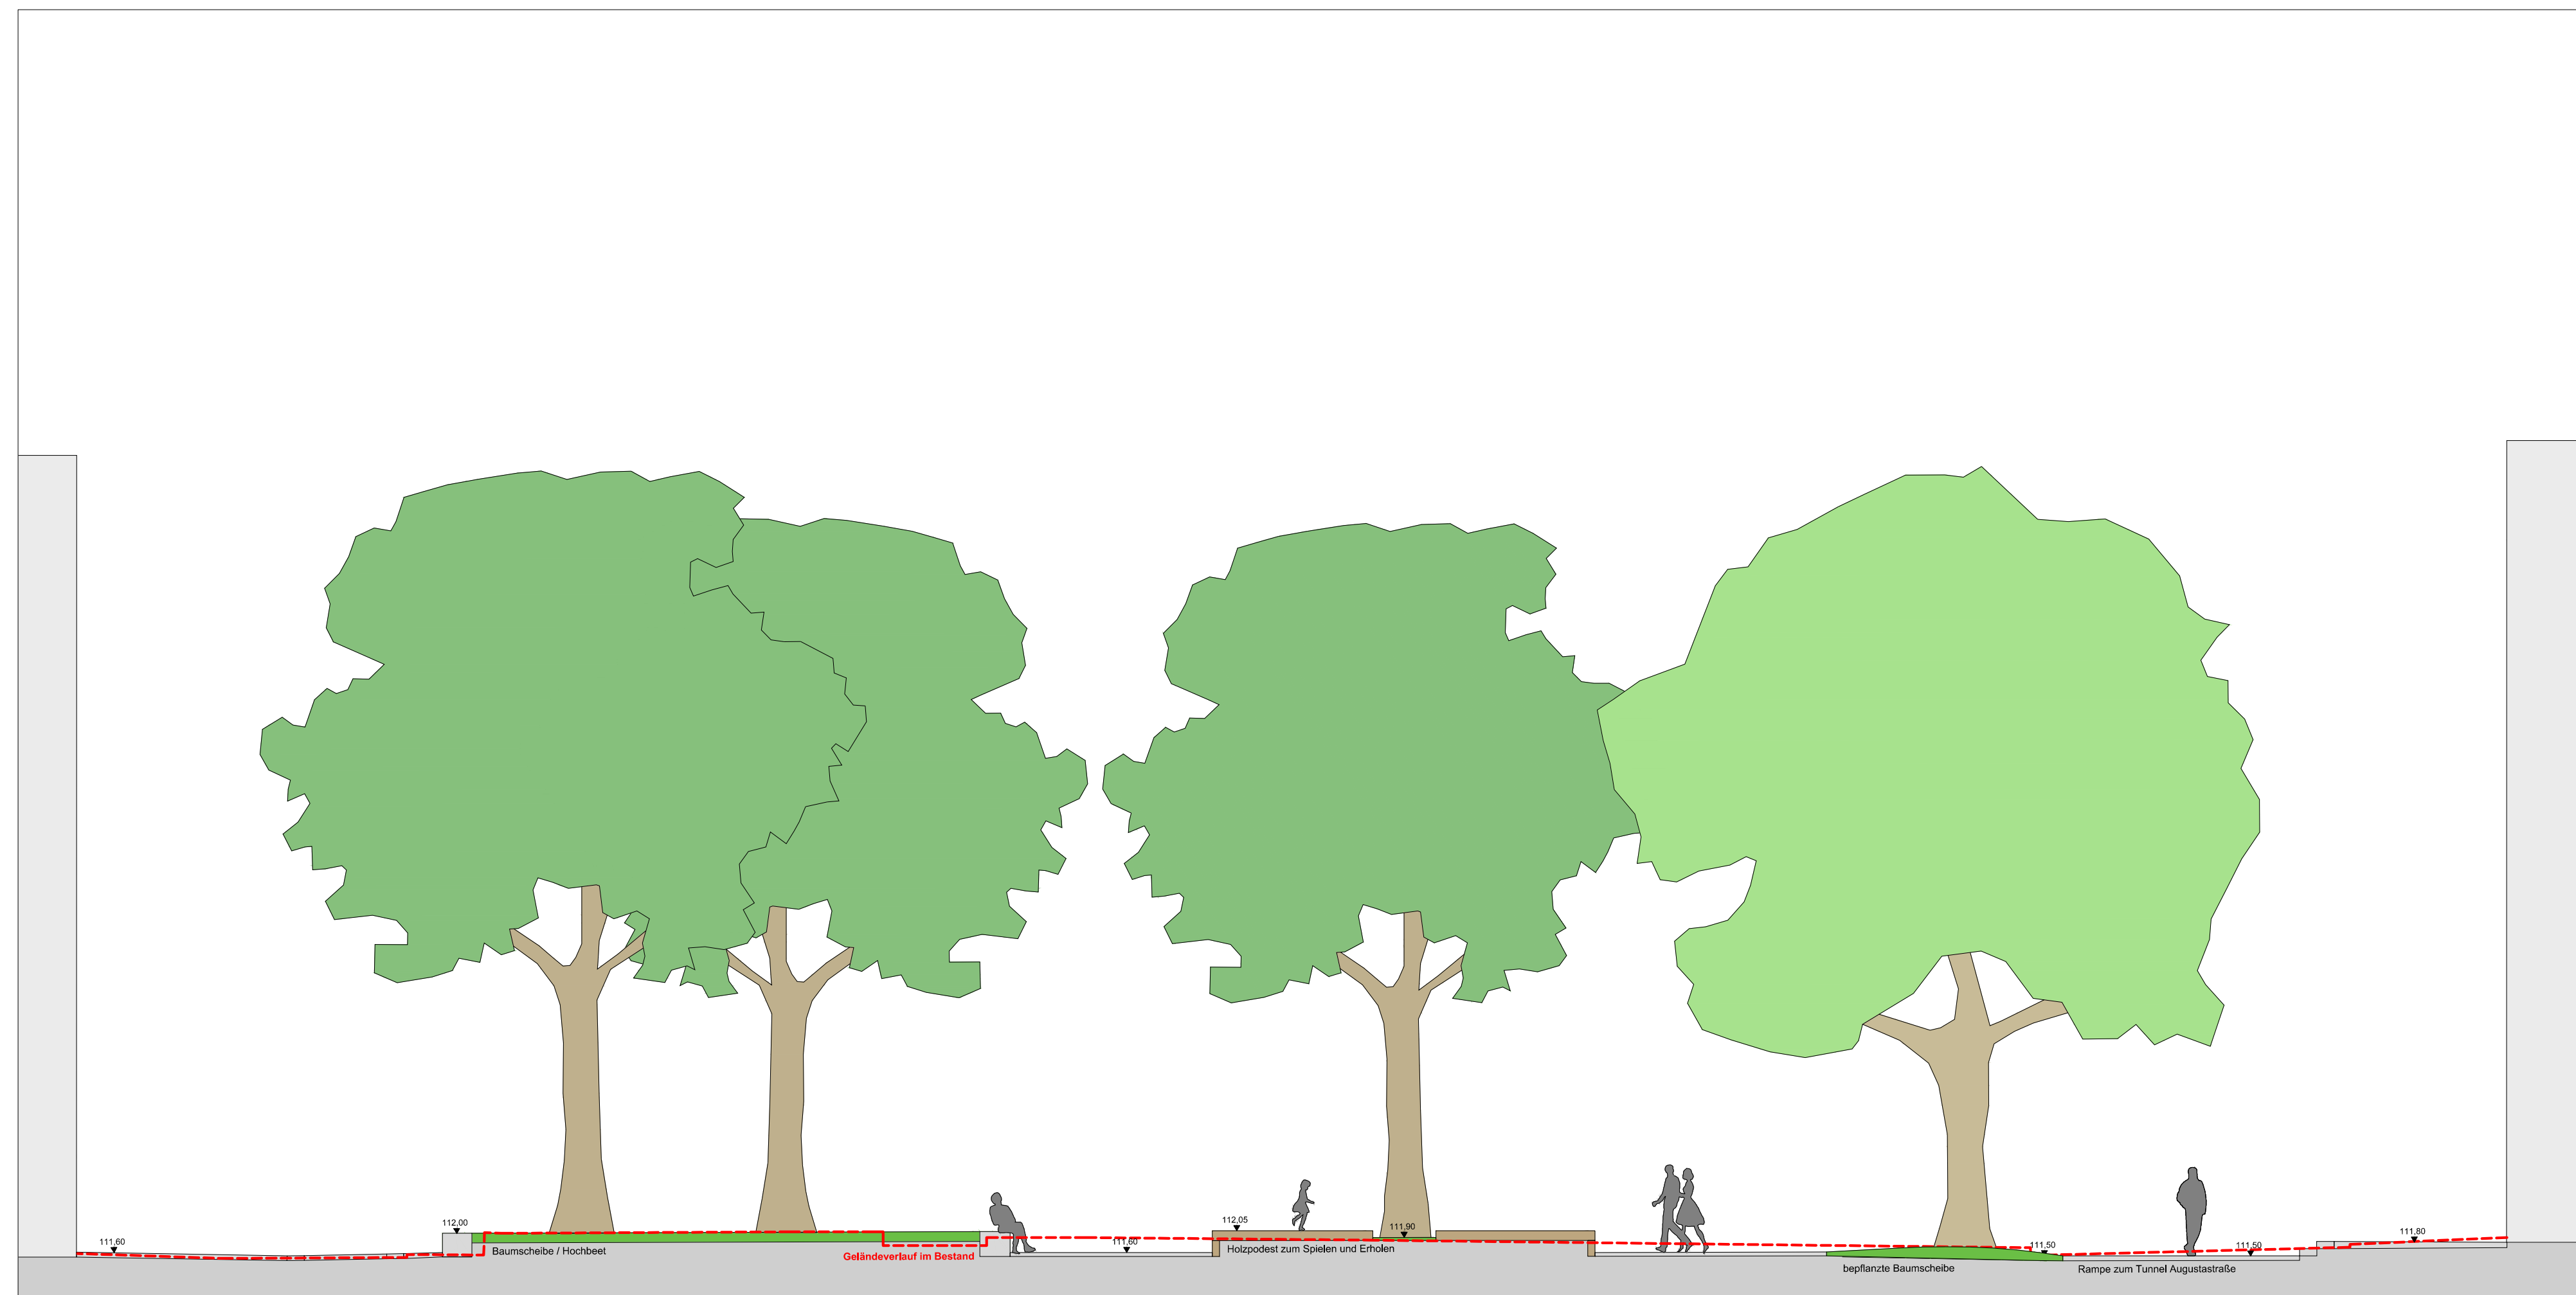 111,60
112,00
Baumscheibe / Hochbeet
Geländeverlauf im Bestand
111,60
112,05
Holzpodest zum Spielen und Erholen
111,90
bepflanzte Baumscheibe
111,50
Rampe zum Tunnel Augustastraße
111,50
111,80